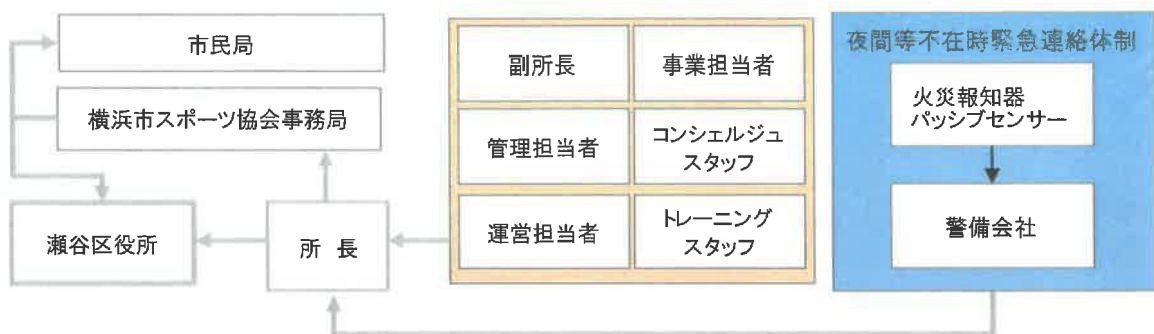 市民局
横浜市スポーツ協会事務局
瀬谷区役所
所 長
副所長
事業担当者
管理担当者
コンシェルジュ
スタッフ
運営担当者
トレーニング
スタッフ
夜間等不在時緊急連絡体制
火災報知器
パッシブセンサー
警備会社